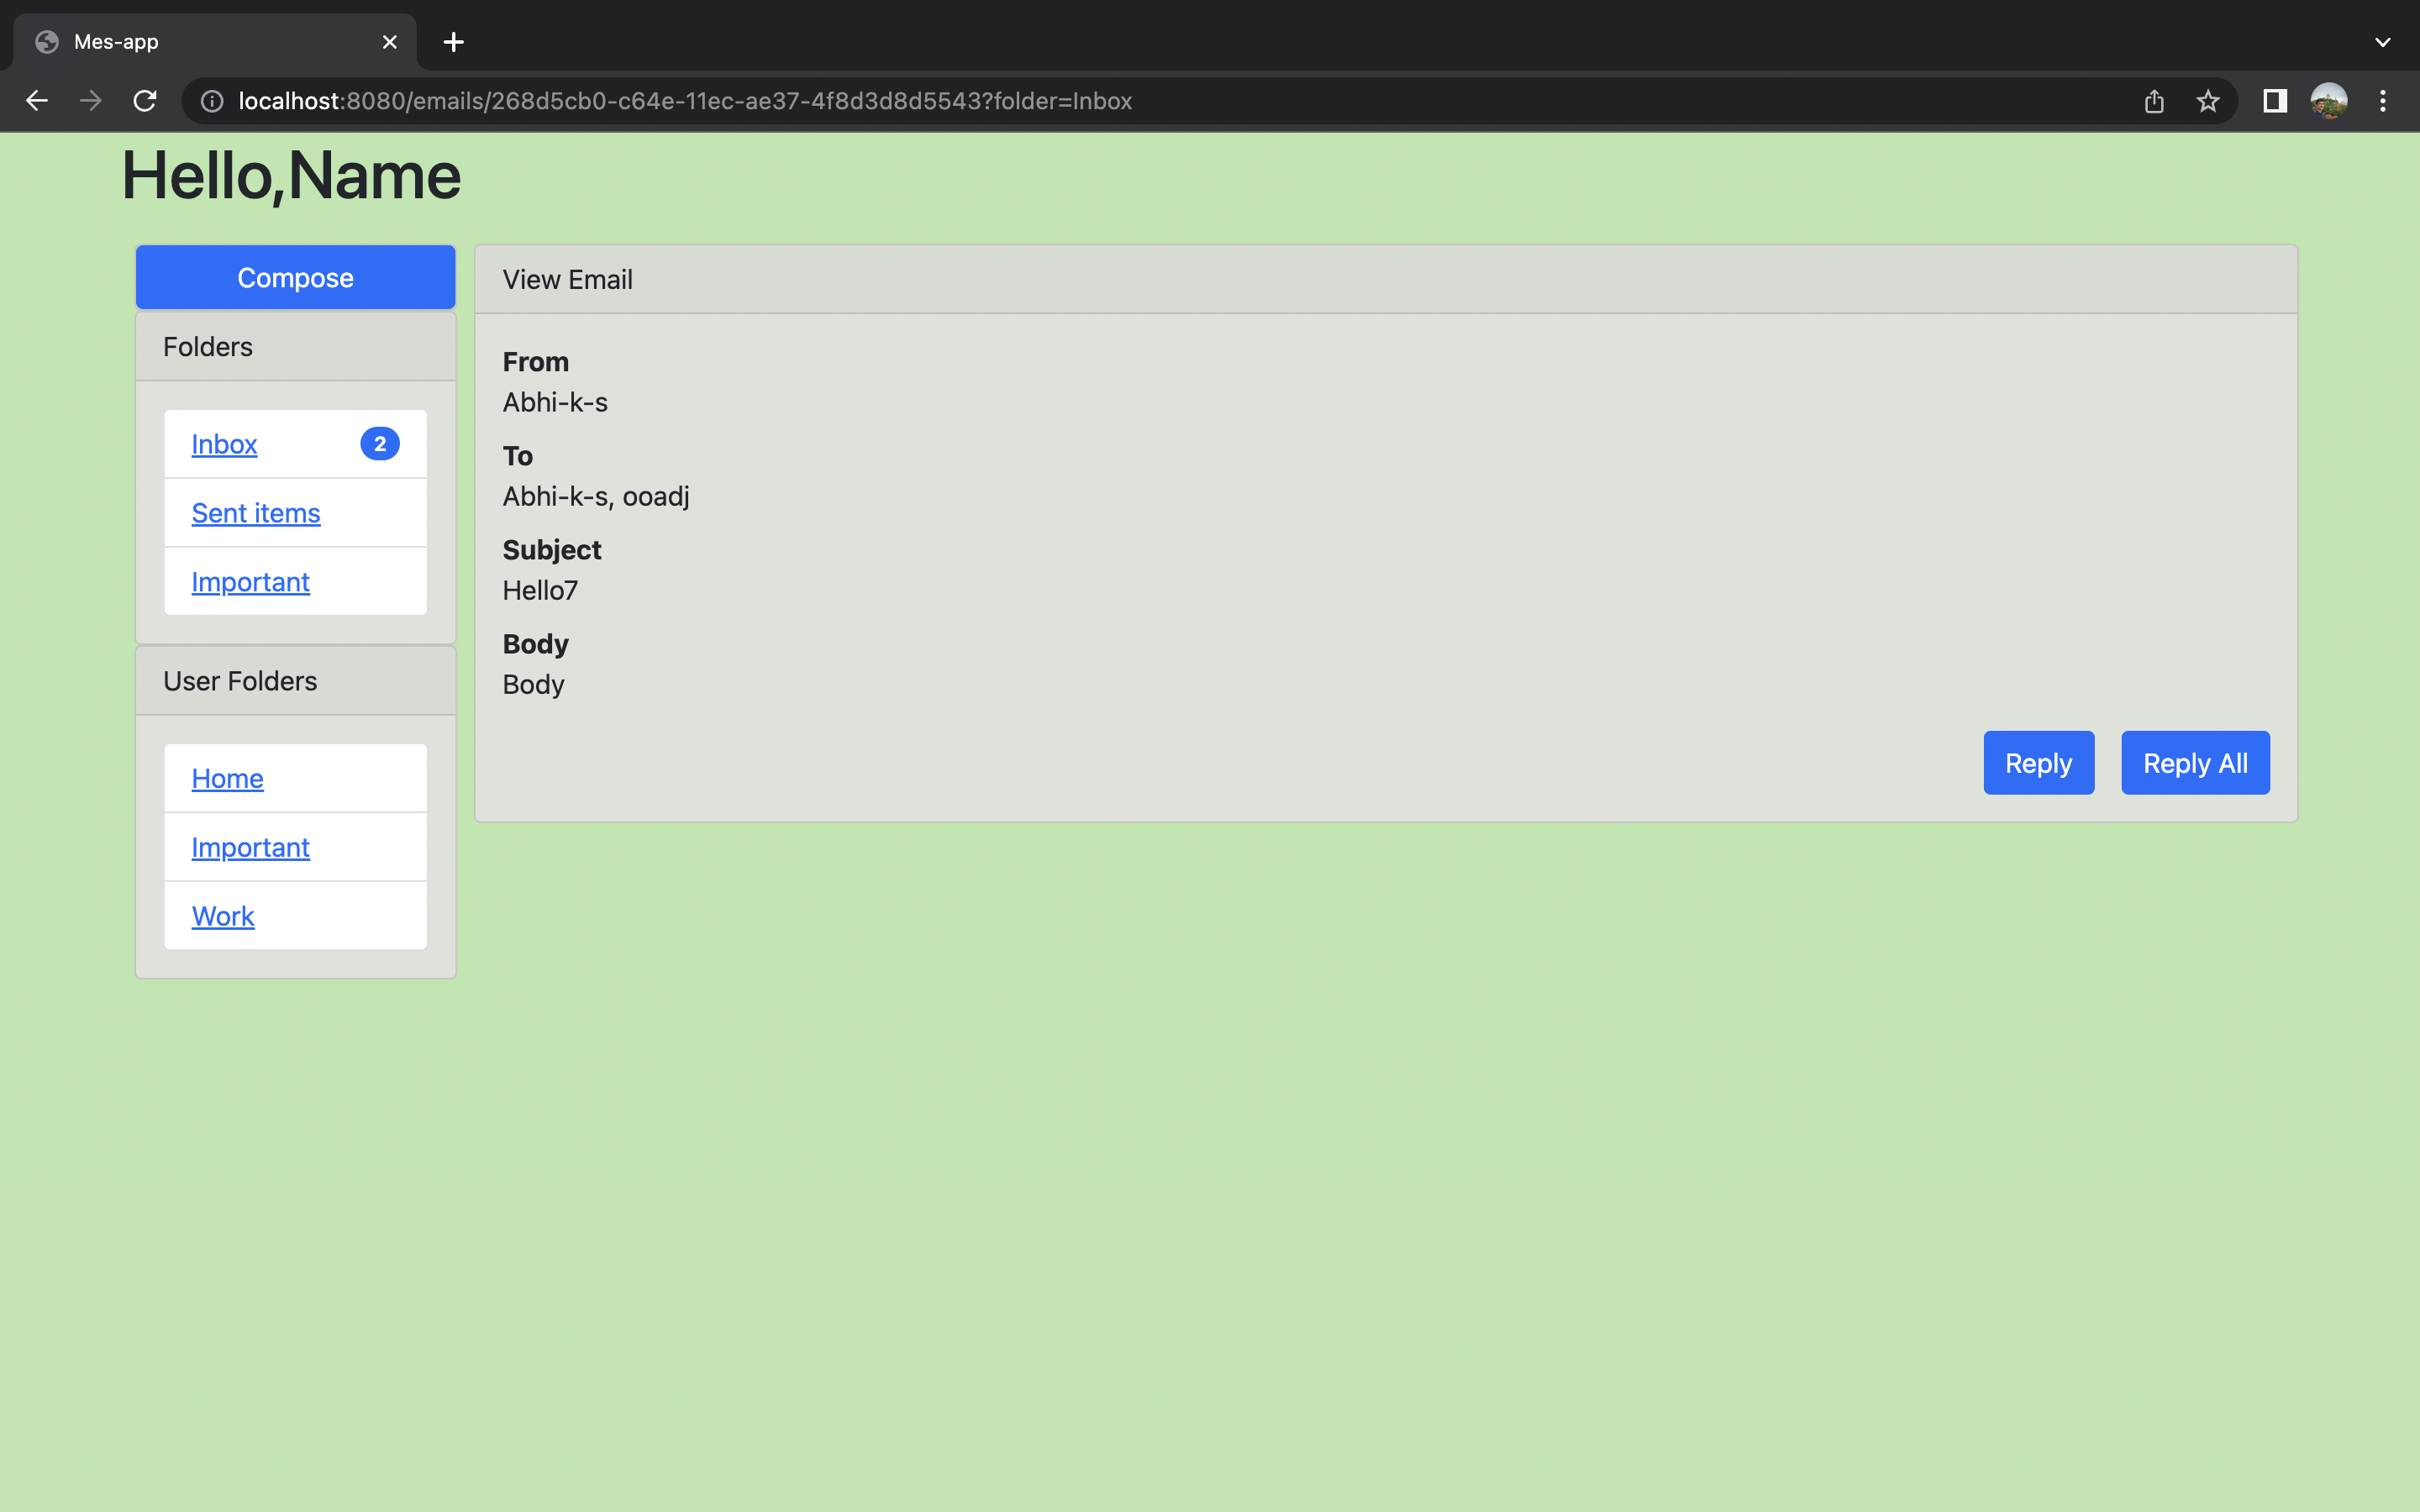 Mes-app
localhost:8080/emails/268d5cb0-c64e-11ec-ae37-4f8d3d8d5543?folder=Inbox
Hello,Name
Compose
Folders
Inbox 2
Sent items
Important
User Folders
Home
Important
Work
View Email
From
Abhi-k-s
To
Abhi-k-s, ooadj
Subject
Hello7
Body
Body
Reply Reply All